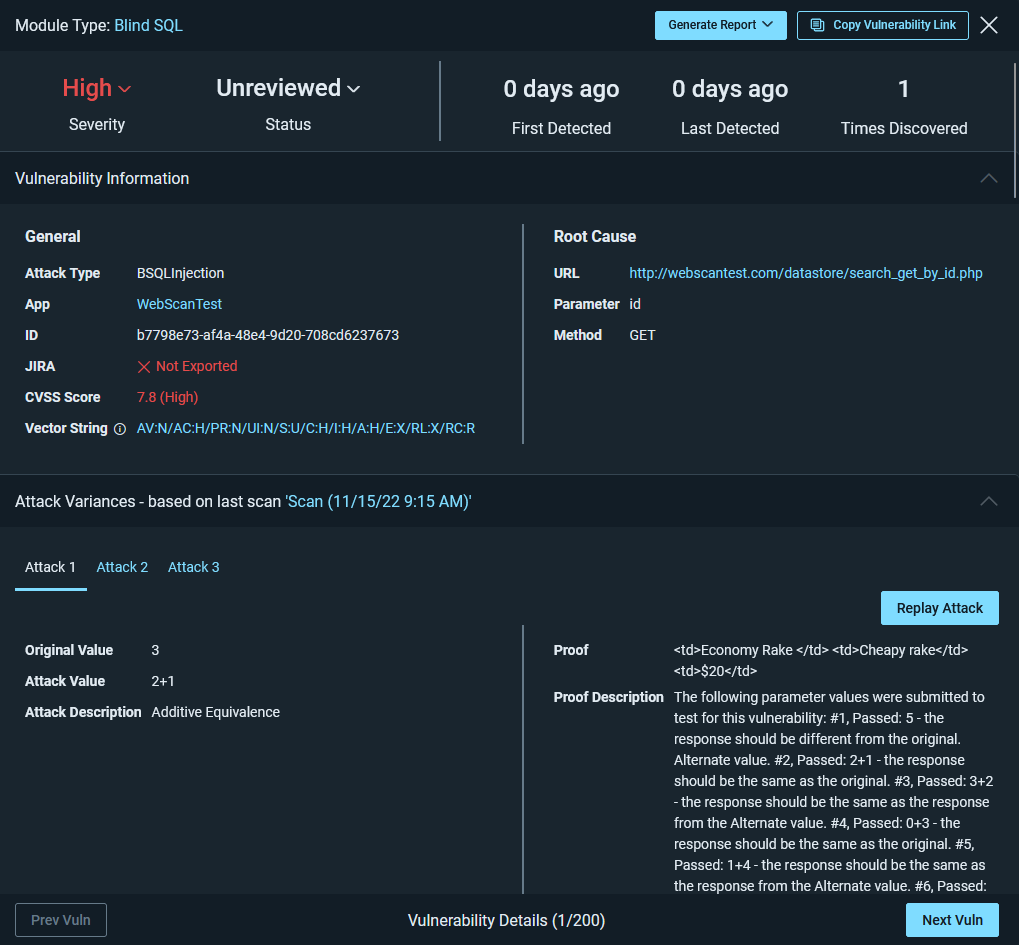 Module Type: Blind SQL
Generate Report
Copy Vulnerability Link
High
Severity
Unreviewed
Status
0 days ago
First Detected
0 days ago
Last Detected
1
Times Discovered
Vulnerability Information
General
Attack Type BSQLInjection
App WebScanTest
ID b7798e73-af4a-48e4-9d20-708cd6237673
JIRA Not Exported
CVSS Score 7.8 (High)
Vector String AV:N/AC:H/PR:N/UI:N/S:U/C:H/I:H/A:H/E:X/RL:X/RC:R
Root Cause
URL http://webscantest.com/datastore/search_get_by_id.php
Parameter id
Method GET
Attack Variances - based on last scan 'Scan (11/15/22 9:15 AM)'
Attack 1 Attack 2 Attack 3
Replay Attack
Original Value 3
Attack Value 2+1
Attack Description Additive Equivalence
Proof <td>Economy Rake </td> <td>Cheapy rake</td>
<td>$20</td>
Proof Description The following parameter values were submitted to
test for this vulnerability: #1, Passed: 5 - the
response should be different from the original.
Alternate value. #2, Passed: 2+1 - the response
should be the same as the original. #3, Passed: 3+2
- the response should be the same as the response
from the Alternate value. #4, Passed: 0+3 - the
response should be the same as the original. #5,
Passed: 1+4 - the response should be the same as
the response from the Alternate value. #6, Passed:
Prev Vuln
Vulnerability Details (1/200)
Next Vuln